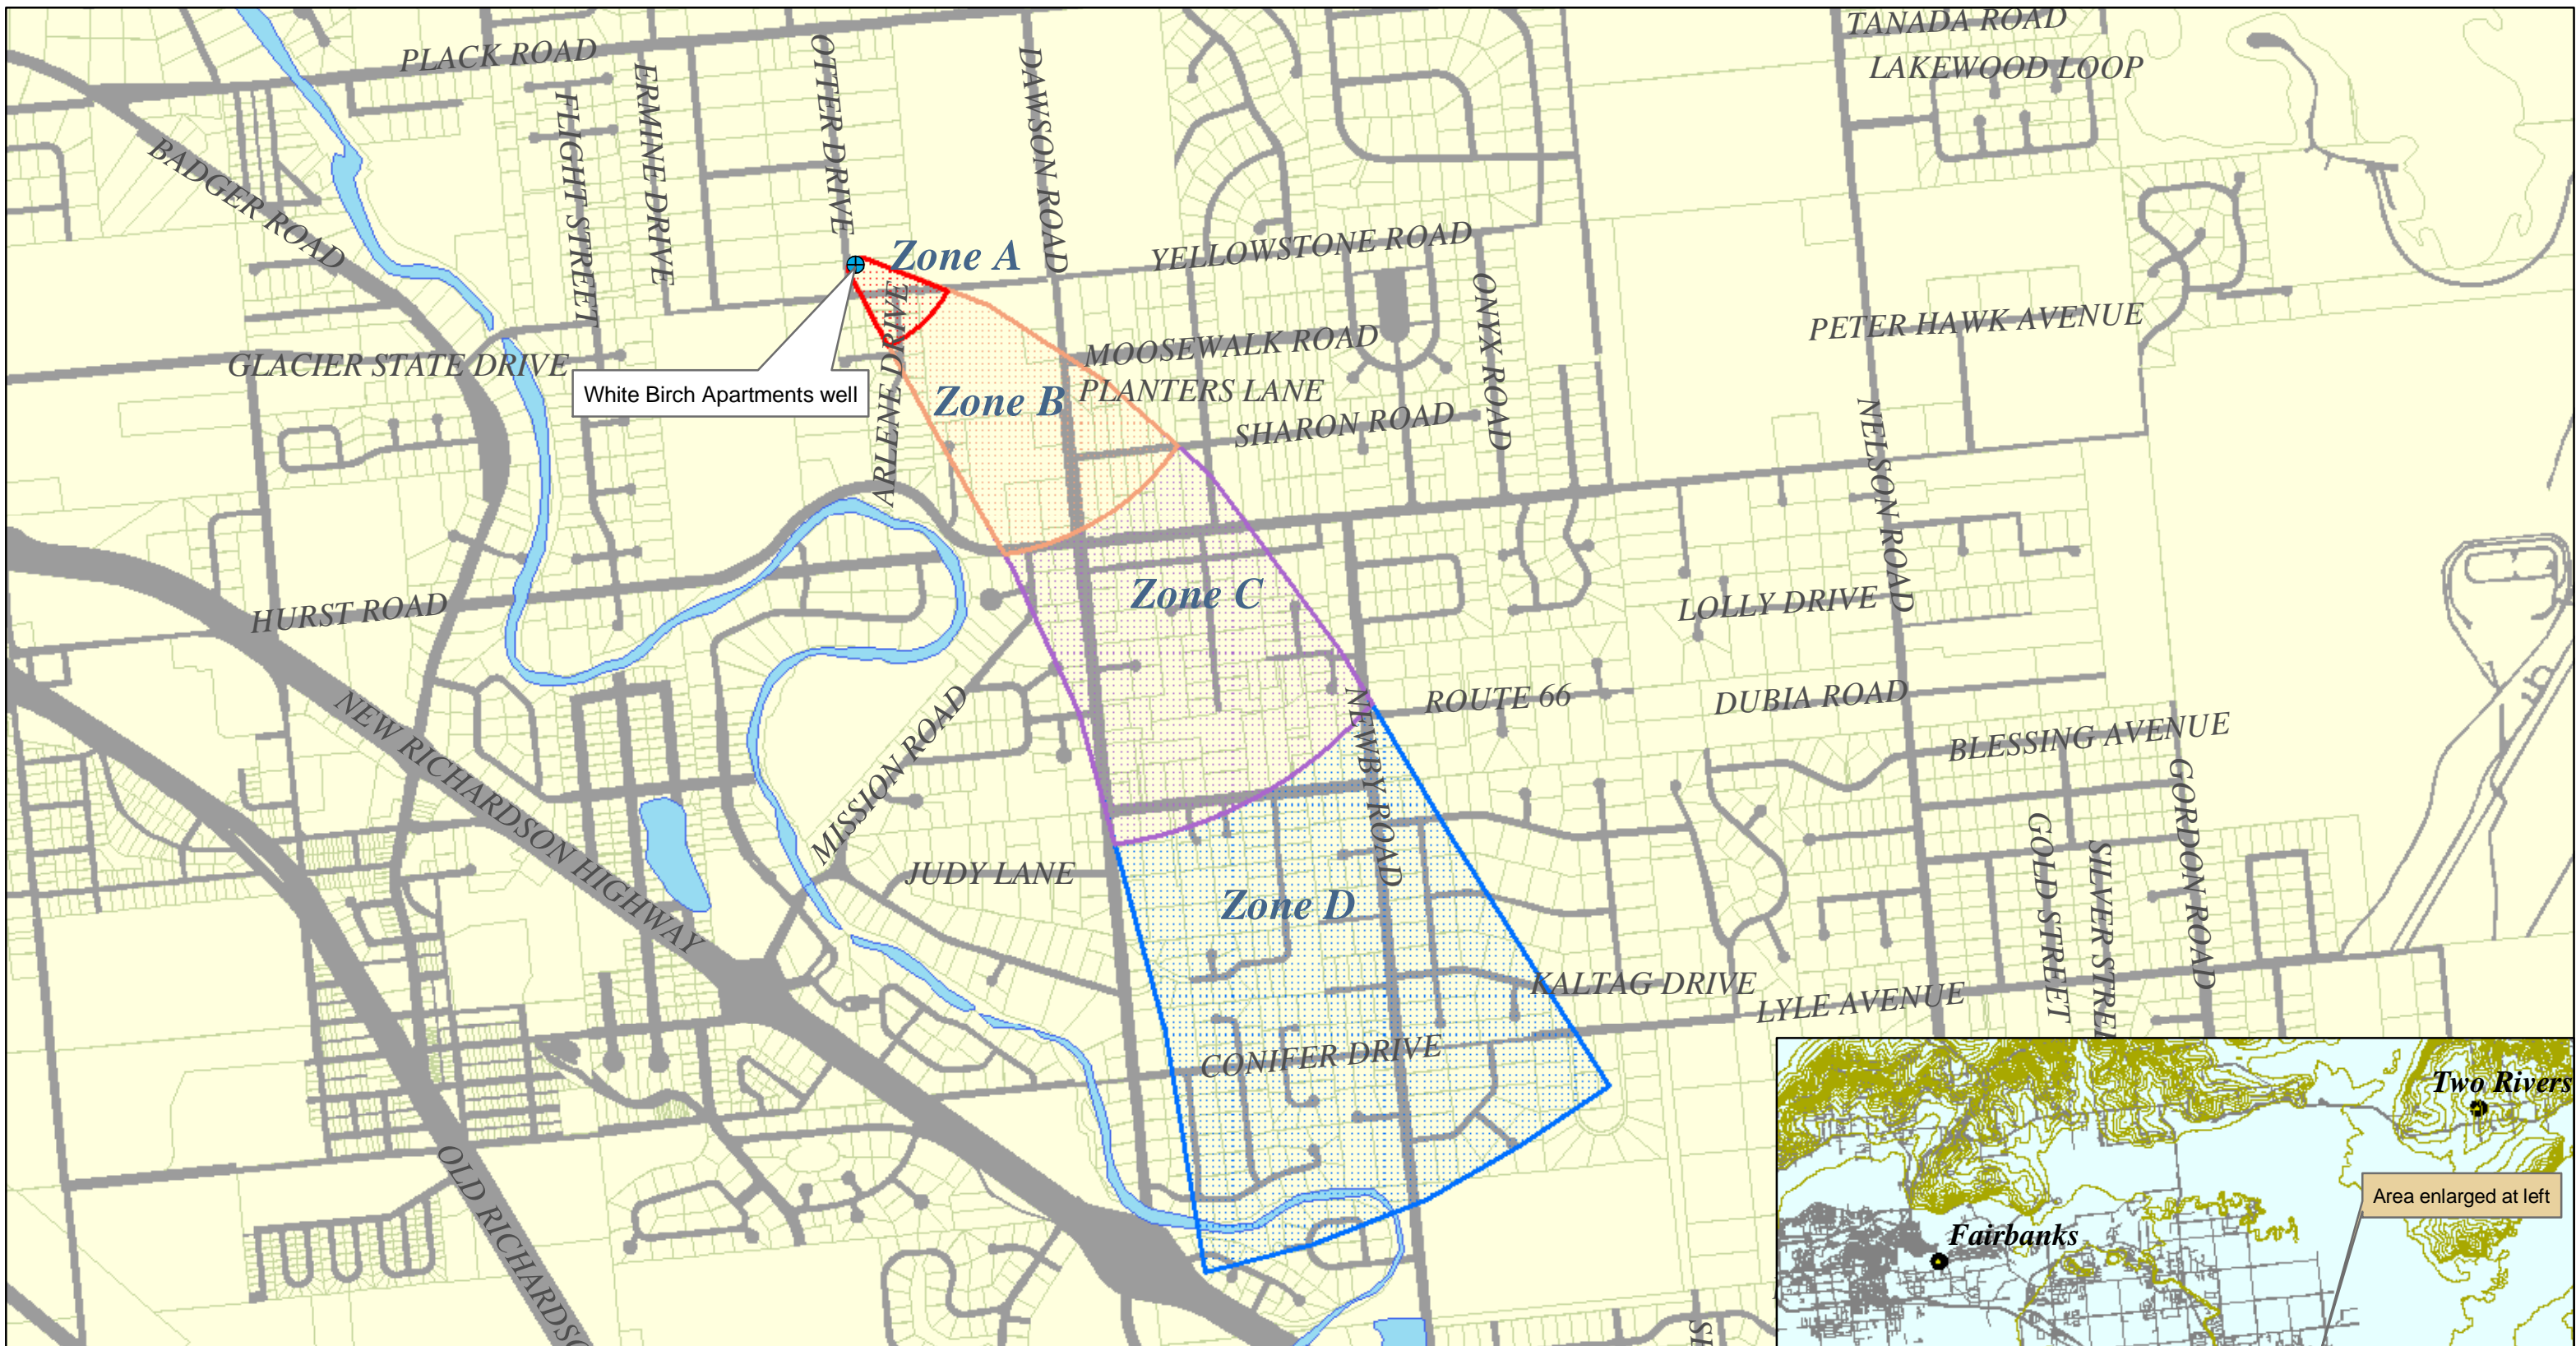 TANADA ROAD
LAKEWOOD LOOP
PLACK ROAD
OTTER DRIVE
DAWSON ROAD
ERMINE DRIVE
FLIGHT STREET
BADGER ROAD
Zone A
YELLOWSTONE ROAD
ONYX ROAD
PETER HAWK AVENUE
MOOSEWALK ROAD
GLACIER STATE DRIVE
ARLENE DRIVE
White Birch Apartments well
Zone B
PLANTERS LANE
SHARON ROAD
NELSON ROAD
HURST ROAD
Zone C
LOLLY DRIVE
NEW RICHARDSON HIGHWAY
MISSION ROAD
NEWBY ROAD
ROUTE 66
DUBIA ROAD
BLESSING AVENUE
GORDON ROAD
GOLD STREET
SILVER STREE
JUDY LANE
Zone D
KALTAG DRIVE
LYLE AVENUE
CONIFER DRIVE
OLD RICHARDSO
Two Rivers
Area enlarged at left
Fairbanks